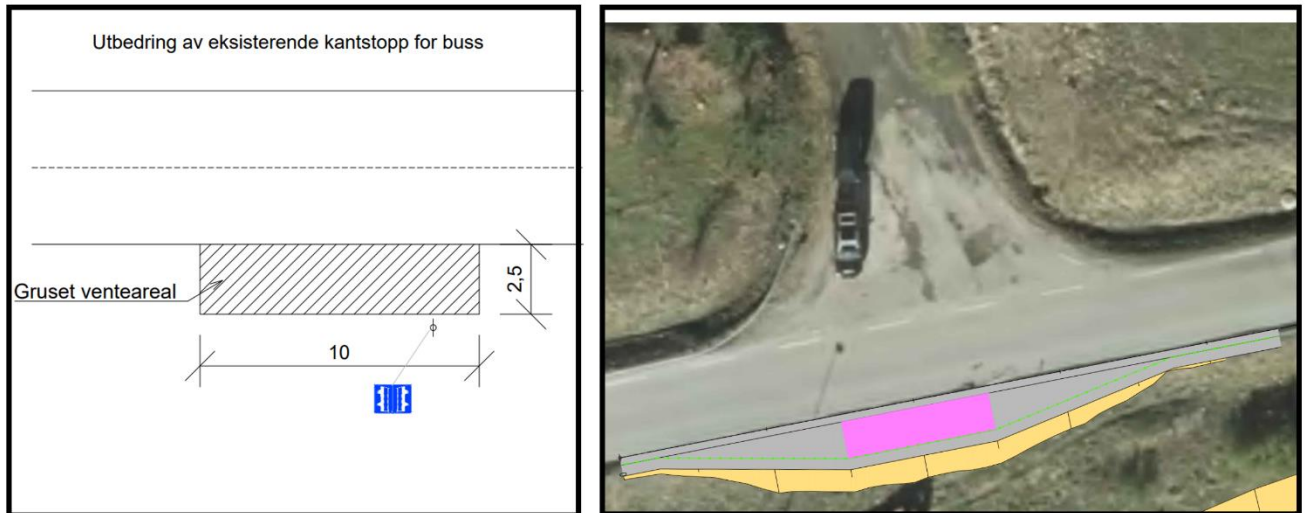 Utbedring av eksisterende kantstopp for buss
Gruset venteareal
2,5
10